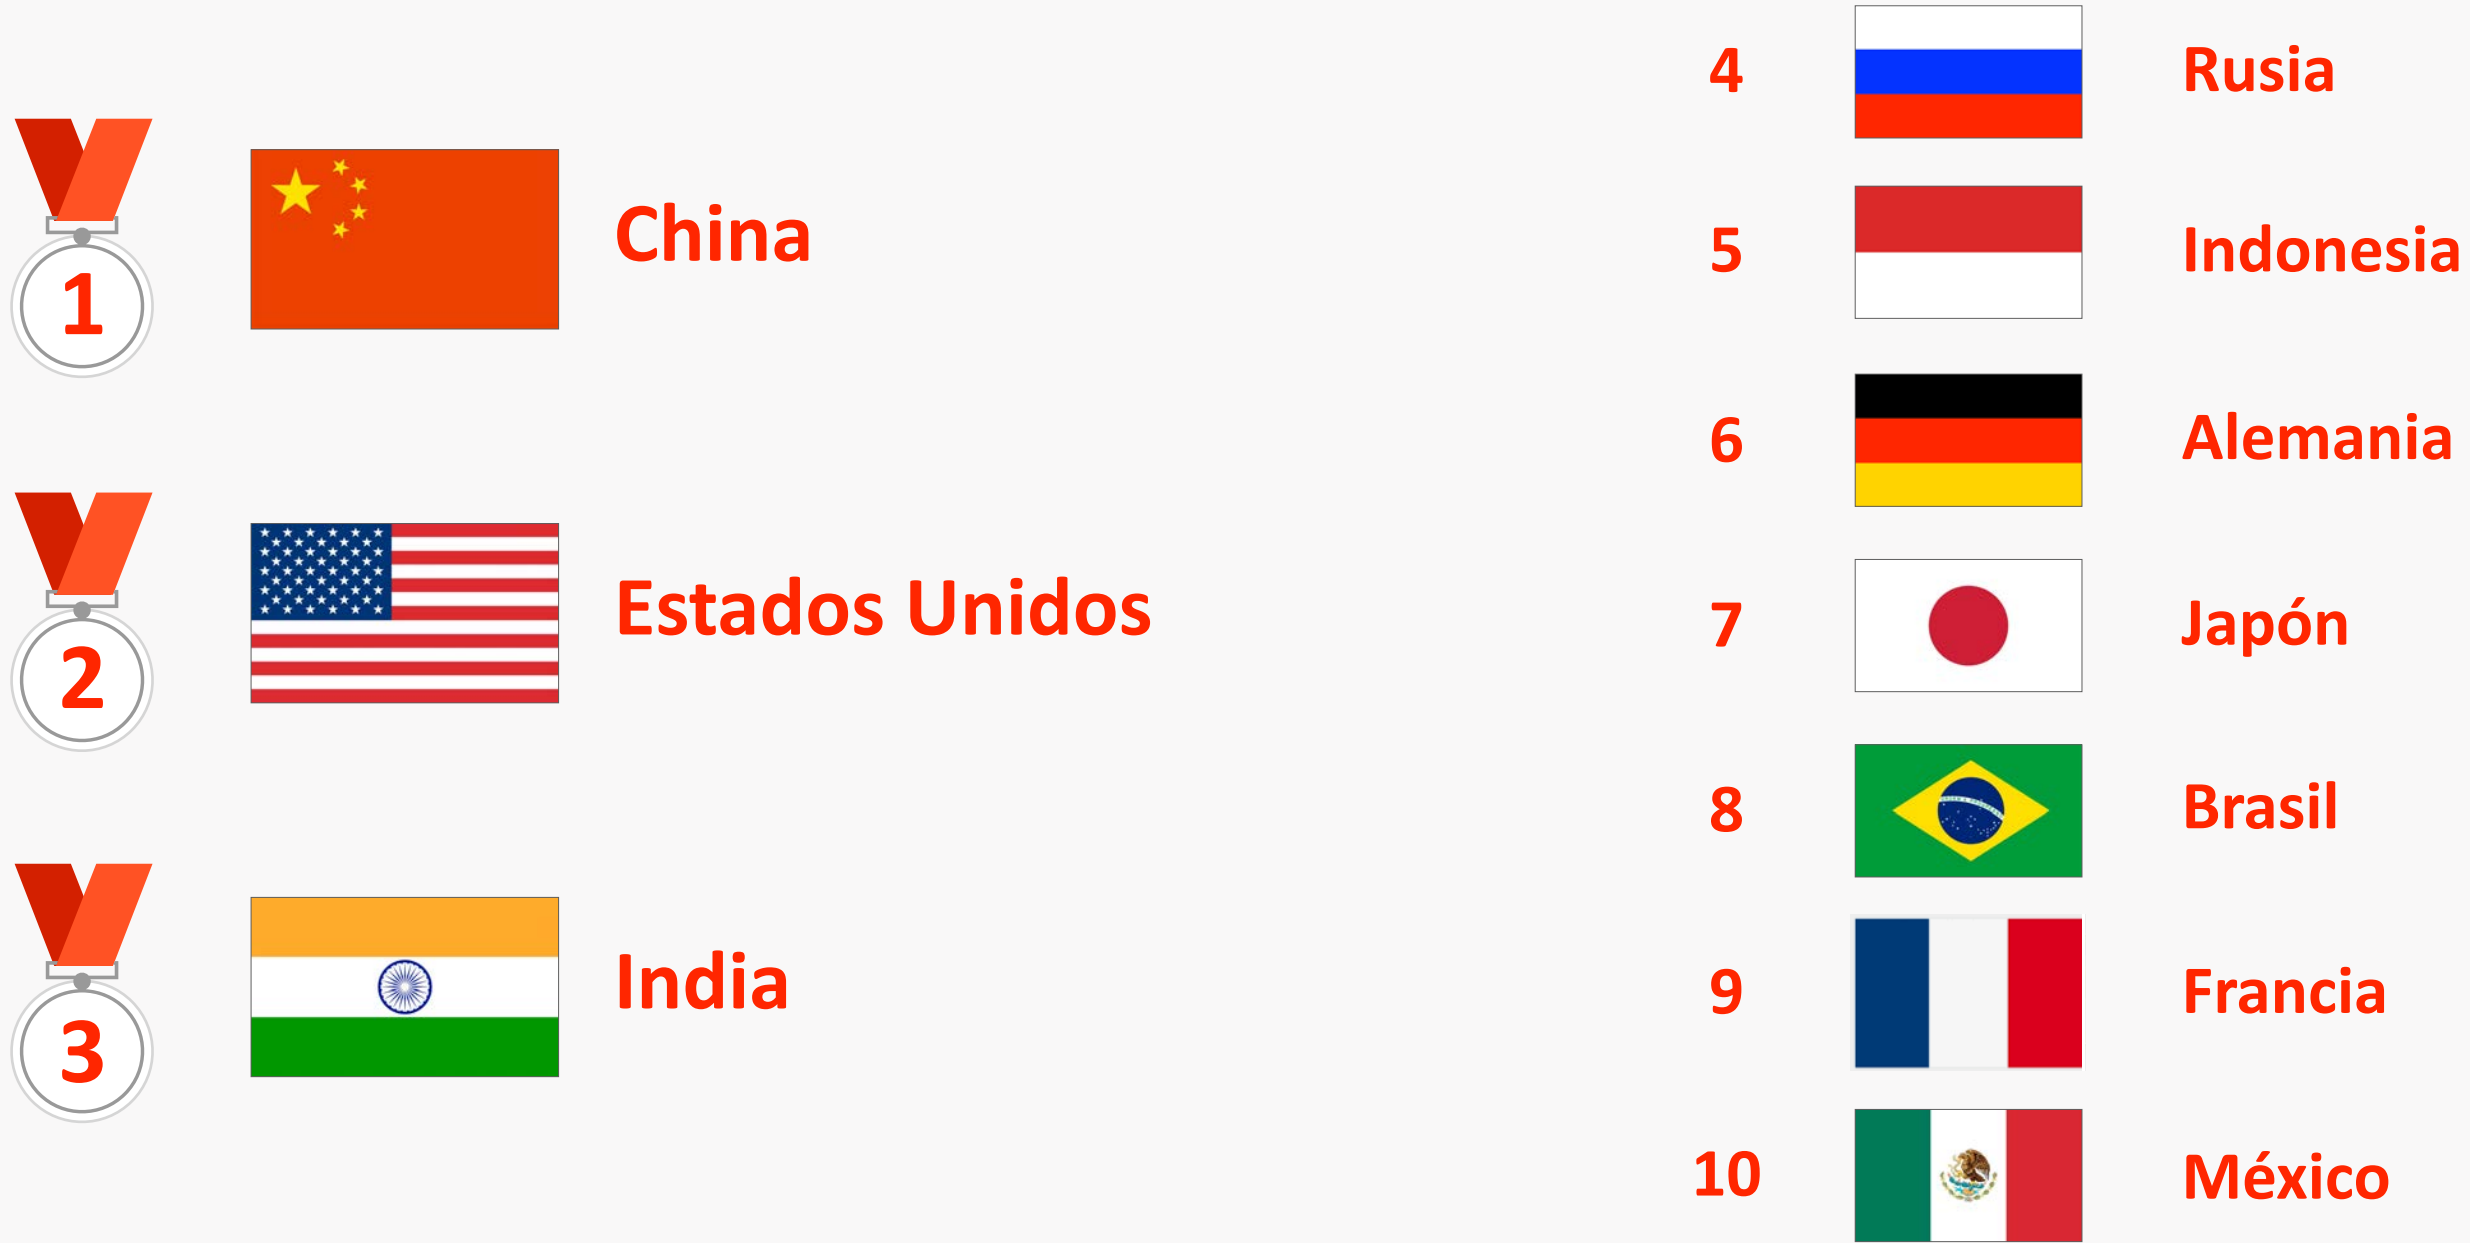 1
China
2
Estados Unidos
3
India
4 Rusia
5 Indonesia
6 Alemania
7 Japón
8 Brasil
9 Francia
10 México